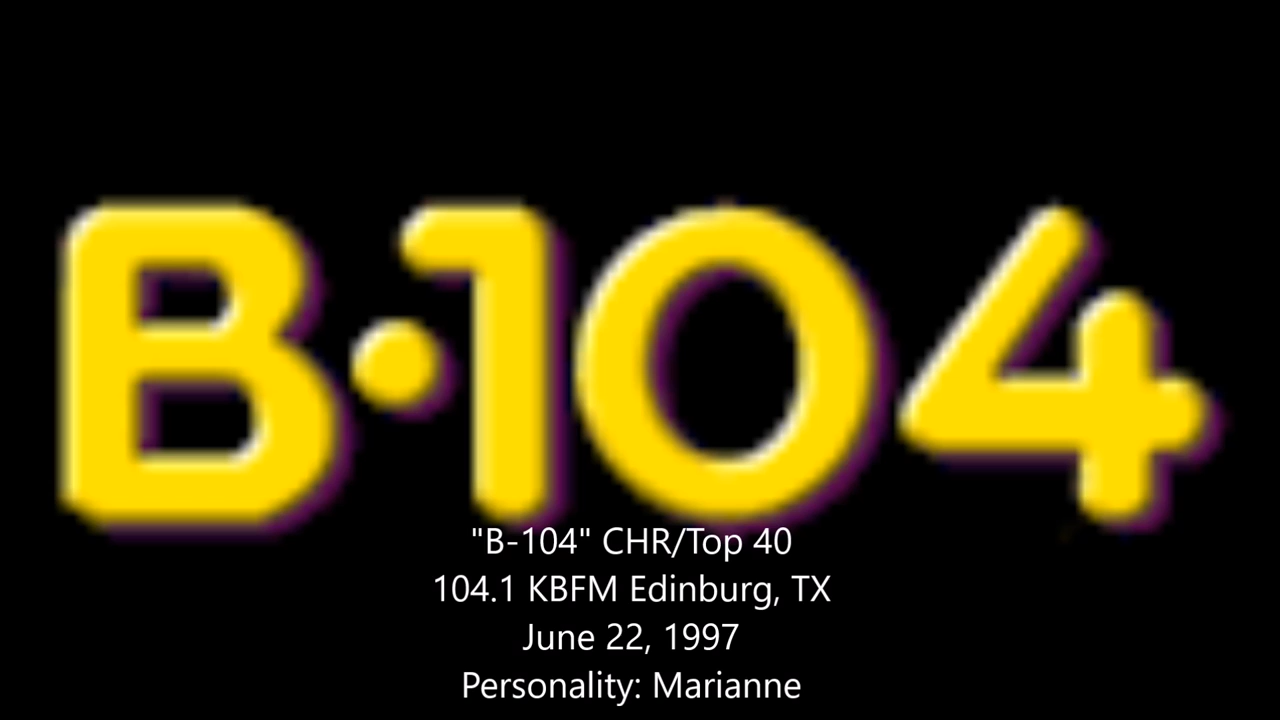 B·104
"B-104" CHR/Top 40
104.1 KBFM Edinburg, TX
June 22, 1997
Personality: Marianne